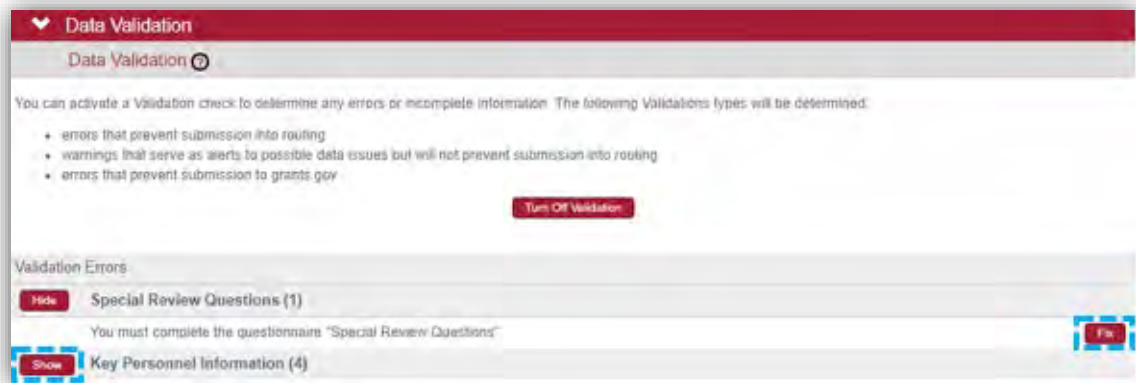 Data Validation
Data Validation ?
You can activate a Validation check to determine any errors or incomplete information. The following Validations types will be determined:
• errors that prevent submission into routing
• warnings that serve as alerts to possible data issues but will not prevent submission into routing
• errors that prevent submission to grants.gov
Turn Off Validation
Validation Errors
Hide Special Review Questions (1)
You must complete the questionnaire "Special Review Questions" Fix
Show Key Personnel Information (4)